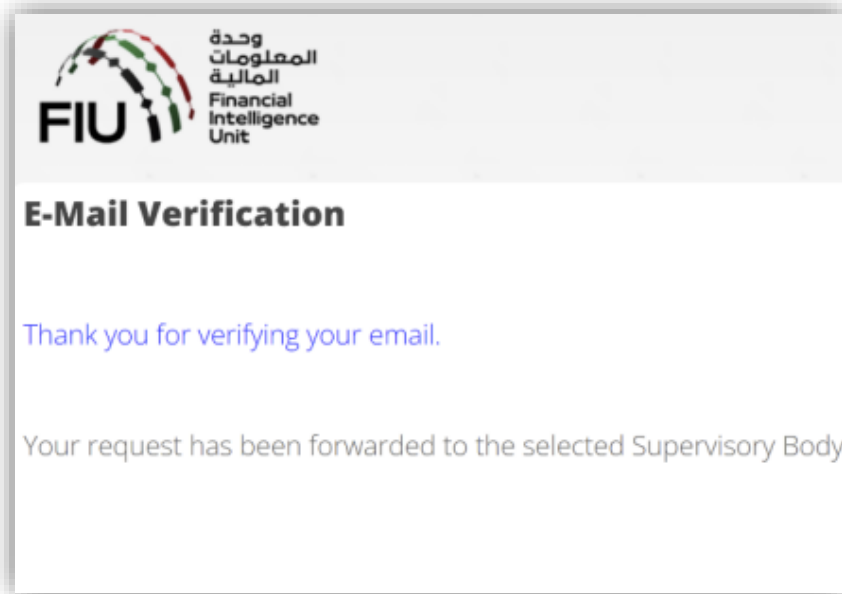 وحدة
المعلومات
المالية
FIU
Financial
Intelligence
Unit
E-Mail Verification
Thank you for verifying your email.
Your request has been forwarded to the selected Supervisory Body